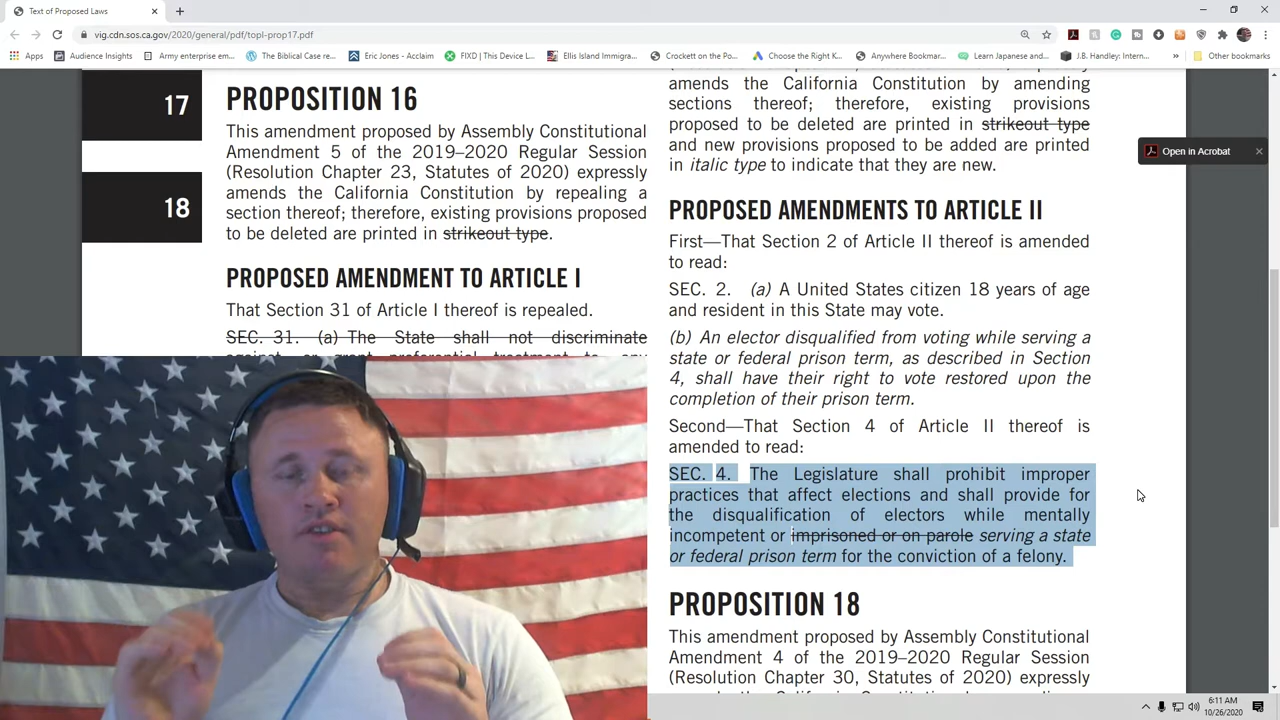 Text of Proposed Laws
vig.cdn.sos.ca.gov/2020/general/pdf/topl-prop17.pdf
Apps
Audience Insights
Army enterprise em...
The Biblical Case re...
Eric Jones - Acclaim
FIXD | This Device L...
Ellis Island Immigra...
Crockett on the Po...
Choose the Right K...
Anywhere Bookmar...
Learn Japanese and...
J.B. Handley: Intern...
»
Other bookmarks
17
18
PROPOSITION 16
This amendment proposed by Assembly Constitutional
Amendment 5 of the 2019–2020 Regular Session
(Resolution Chapter 23, Statutes of 2020) expressly
amends the California Constitution by repealing a
section thereof; therefore, existing provisions proposed
to be deleted are printed in strikeout type.
PROPOSED AMENDMENT TO ARTICLE I
That Section 31 of Article I thereof is repealed.
SEC. 31. (a) The State shall not discriminate
against, or grant preferential treatment to, any
amends the California Constitution by amending
sections thereof; therefore, existing provisions
proposed to be deleted are printed in strikeout type
and new provisions proposed to be added are printed
in italic type to indicate that they are new.
PROPOSED AMENDMENTS TO ARTICLE II
First—That Section 2 of Article II thereof is amended
to read:
SEC. 2. (a) A United States citizen 18 years of age
and resident in this State may vote.
(b) An elector disqualified from voting while serving a
state or federal prison term, as described in Section
4, shall have their right to vote restored upon the
completion of their prison term.
Second—That Section 4 of Article II thereof is
amended to read:
SEC. 4. The Legislature shall prohibit improper
practices that affect elections and shall provide for
the disqualification of electors while mentally
incompetent or imprisoned or on parole serving a state
or federal prison term for the conviction of a felony.
PROPOSITION 18
This amendment proposed by Assembly Constitutional
Amendment 4 of the 2019–2020 Regular Session
(Resolution Chapter 30, Statutes of 2020) expressly
Open in Acrobat
6:11 AM
10/26/2020